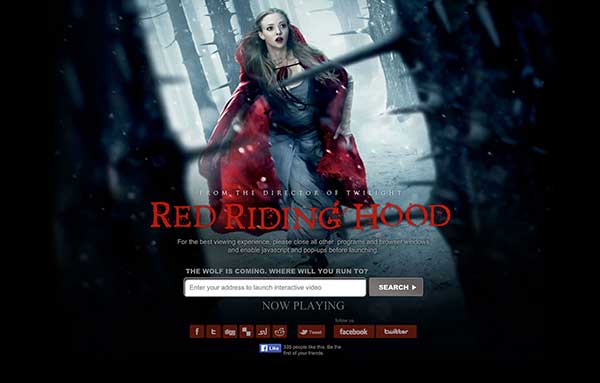 FROM THE DIRECTOR OF TWILIGHT
RED RIDING HOOD
For the best viewing experience, please close all other programs and browser windows
and enable javascript and pop-ups before launching.
THE WOLF IS COMING. WHERE WILL YOU RUN TO?
Enter your address to launch interactive video
SEARCH
NOW PLAYING
follow us
f t digg Tweet facebook twitter
Like 335 people like this. Be the
first of your friends.